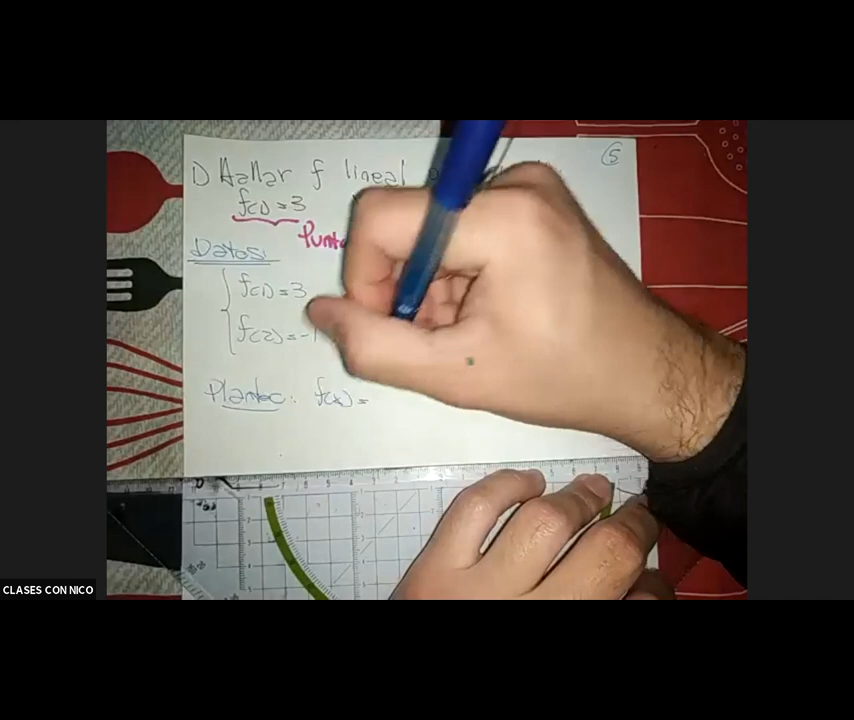 1) Hallar f lineal
5
f(1) = 3
Punto
Datos:
f(1) = 3
f(2) = -1
Planteo: f(x) =
CLASES CON NICO